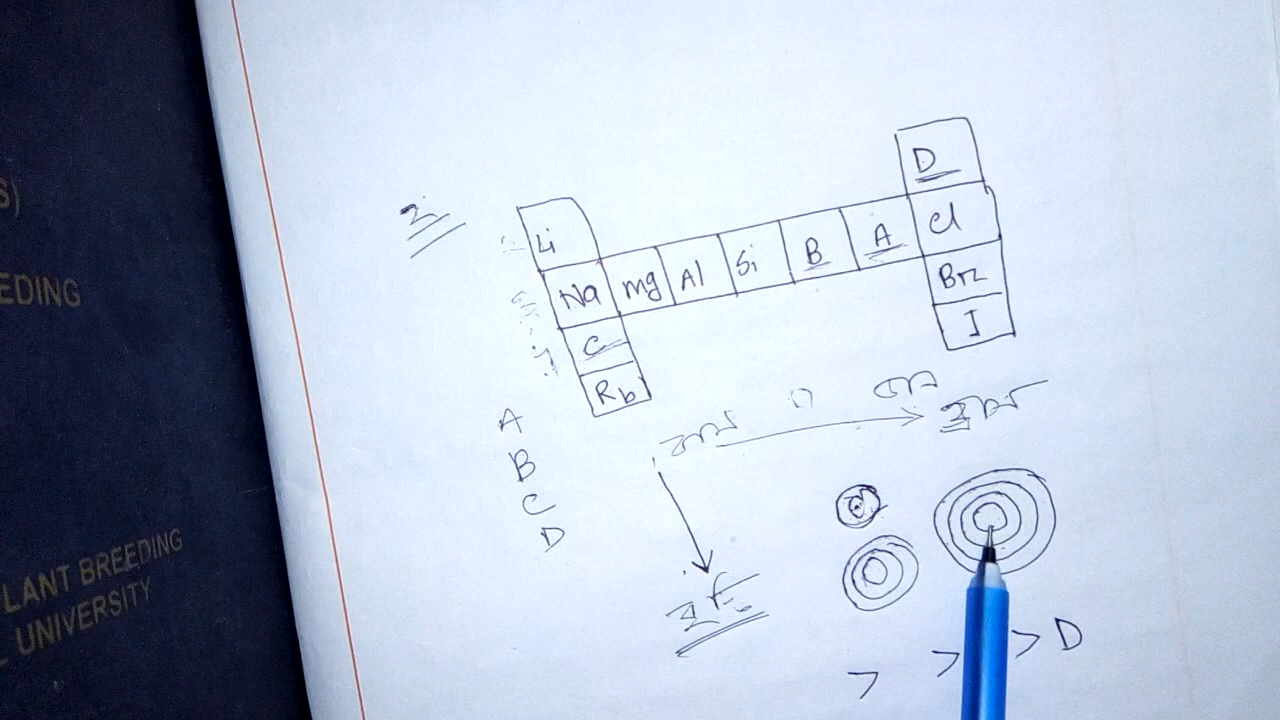 S)
EDING
LANT BREEDING
UNIVERSITY
2
D
Li
Na Mg Al Si B A Cl
C
Br
Rb
I
A
B
C
D
হ্রাস
বৃদ্ধি
> > > D